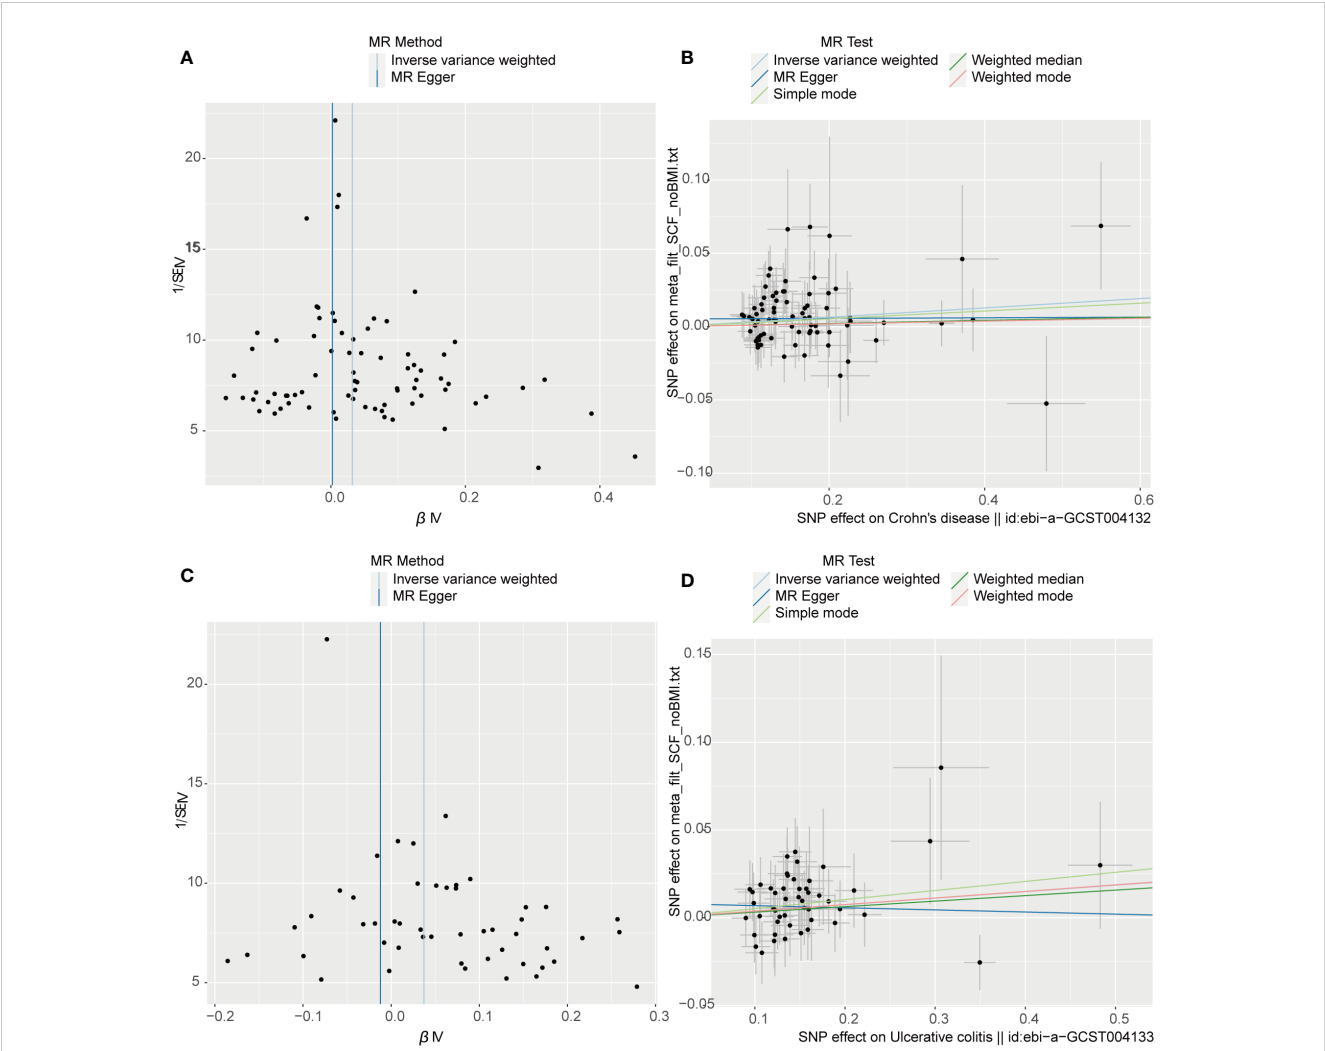 A
MR Method
Inverse variance weighted
MR Egger
1/SEIV
20
15
10
5
0.0
0.2
0.4
β IV
B
MR Test
Inverse variance weighted
Weighted median
MR Egger
Weighted mode
Simple mode
SNP effect on meta_filt_SCF_noBMI.txt
0.10
0.05
0.00
−0.05
−0.10
0.2
0.4
0.6
SNP effect on Crohn's disease || id:ebi−a−GCST004132
C
MR Method
Inverse variance weighted
MR Egger
1/SEIV
20
15
10
5
−0.2
−0.1
0.0
0.1
0.2
0.3
β IV
D
MR Test
Inverse variance weighted
Weighted median
MR Egger
Weighted mode
Simple mode
SNP effect on meta_filt_SCF_noBMI.txt
0.15
0.10
0.05
0.00
−0.05
0.1
0.2
0.3
0.4
0.5
SNP effect on Ulcerative colitis || id:ebi−a−GCST004133